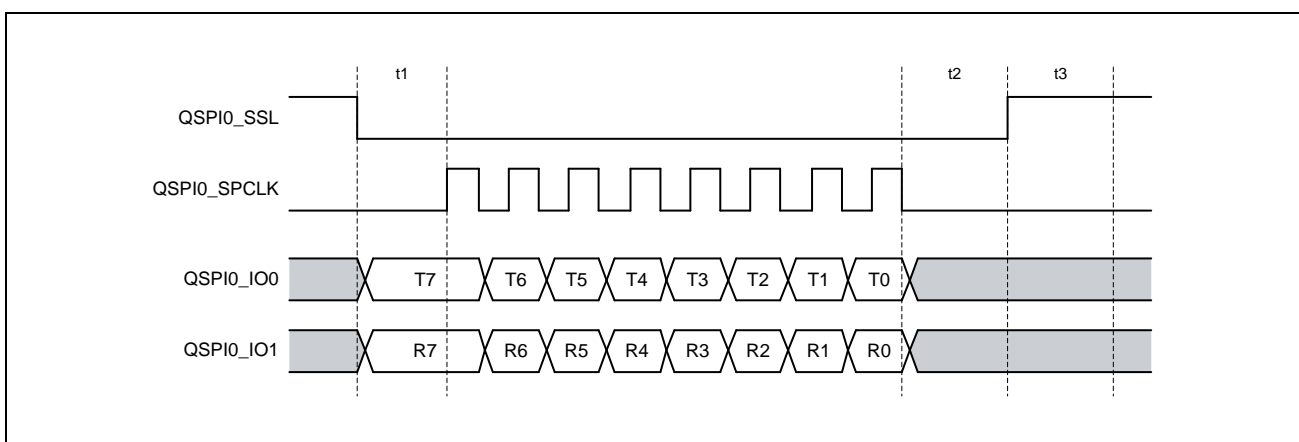 t1 t2 t3
QSPI0_SSL
QSPI0_SPCLK
QSPI0_IO0 T7 T6 T5 T4 T3 T2 T1 T0
QSPI0_IO1 R7 R6 R5 R4 R3 R2 R1 R0